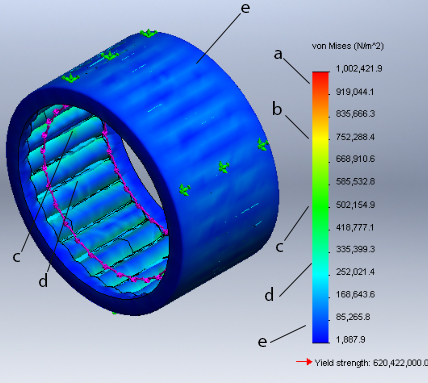 e
von Mises (N/m^2)
a
1,002,421.9
919,044.1
b
835,666.3
752,288.4
668,910.6
585,532.8
502,154.9
418,777.1
c
335,399.3
c
252,021.4
d
d
168,643.6
85,265.8
e
1,887.9
Yield strength: 620,422,000.0